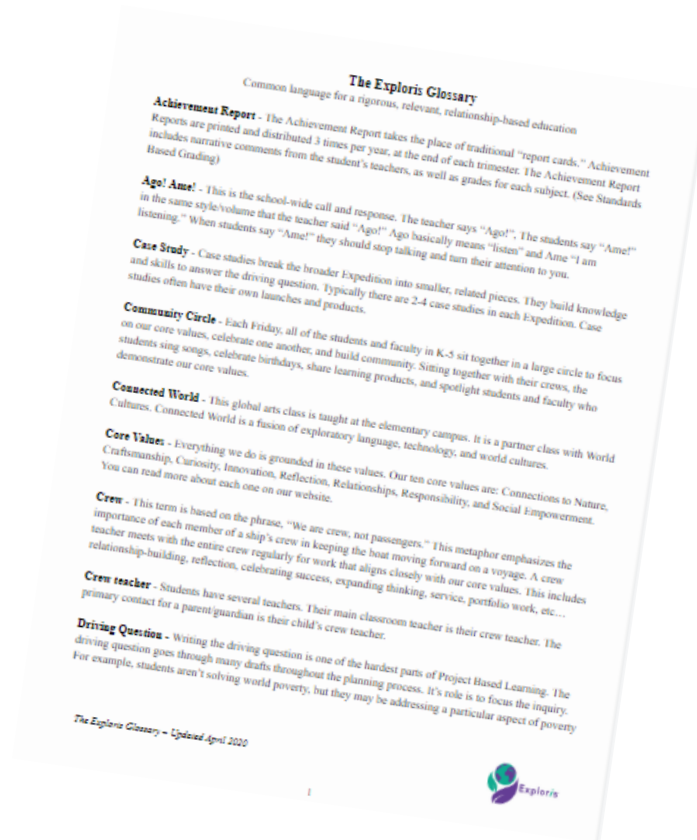 The Exploris Glossary
Common language for a rigorous, relevant, relationship-based education
Achievement Report - The Achievement Report takes the place of traditional "report cards." Achievement
Reports are printed and distributed 3 times per year, at the end of each trimester. The Achievement Report
includes narrative comments from the student's teachers, as well as grades for each subject. (See Standards
Based Grading)
Ago! Ame! - This is the school-wide call and response. The teacher says "Ago!", The students say "Ame!"
in the same style/volume that the teacher said "Ago!" Ago basically means "listen" and Ame "I am
listening." When students say "Ame!" they should stop talking and turn their attention to you.
Case Study - Case studies break the broader Expedition into smaller, related pieces. They build knowledge
and skills to answer the driving question. Typically there are 2-4 case studies in each Expedition. Case
studies often have their own launches and products.
Community Circle - Each Friday, all of the students and faculty in K-5 sit together in a large circle to focus
on our core values, celebrate one another, and build community. Sitting together with their crews, the
students sing songs, celebrate birthdays, share learning products, and spotlight students and faculty who
demonstrate our core values.
Connected World - This global arts class is taught at the elementary campus. It is a partner class with World
Cultures. Connected World is a fusion of exploratory language, technology, and world cultures.
Core Values - Everything we do is grounded in these values. Our ten core values are: Connections to Nature,
Craftsmanship, Curiosity, Innovation, Reflection, Relationships, Responsibility, and Social Empowerment.
You can read more about each one on our website.
Crew - This term is based on the phrase, "We are crew, not passengers." This metaphor emphasizes the
importance of each member of a ship's crew in keeping the boat moving forward on a voyage. A crew
teacher meets with the entire crew regularly for work that aligns closely with our core values. This includes
relationship-building, reflection, celebrating success, expanding thinking, service, portfolio work, etc…
Crew teacher - Students have several teachers. Their main classroom teacher is their crew teacher. The
primary contact for a parent/guardian is their child's crew teacher.
Driving Question - Writing the driving question is one of the hardest parts of Project Based Learning. The
driving question goes through many drafts throughout the planning process. It's role is to focus the inquiry.
For example, students aren't solving world poverty, but they may be addressing a particular aspect of poverty
The Exploris Glossary – Updated April 2020
1
Exploris